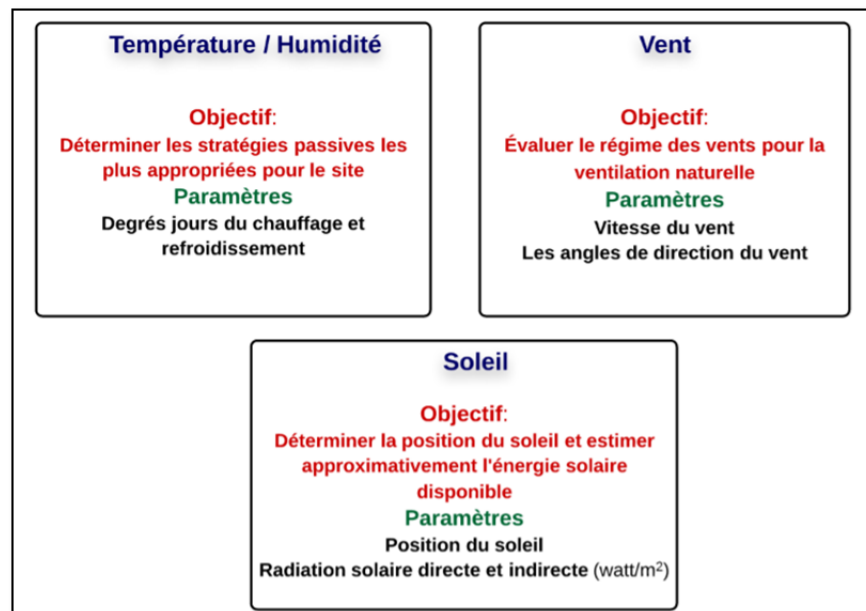 Température / Humidité
Objectif:
Déterminer les stratégies passives les
plus appropriées pour le site
Paramètres
Degrés jours du chauffage et
refroidissement
Vent
Objectif:
Évaluer le régime des vents pour la
ventilation naturelle
Paramètres
Vitesse du vent
Les angles de direction du vent
Soleil
Objectif:
Déterminer la position du soleil et estimer
approximativement l'énergie solaire
disponible
Paramètres
Position du soleil
Radiation solaire directe et indirecte (watt/m²)